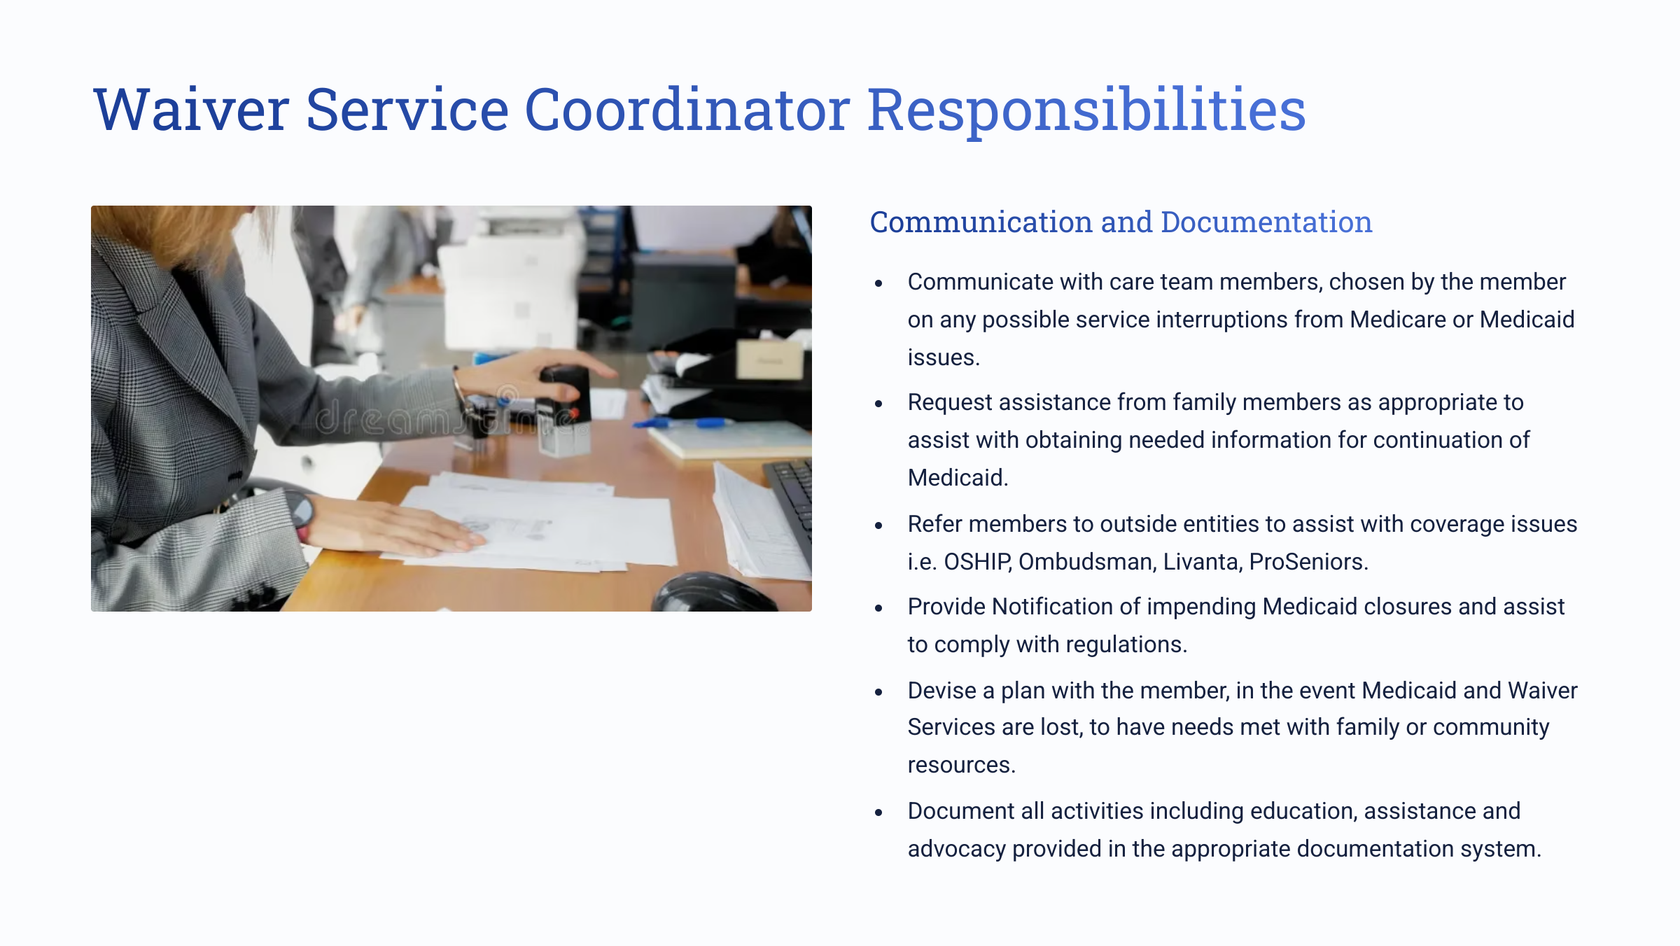 Waiver Service Coordinator Responsibilities
dreamstime
Communication and Documentation
• Communicate with care team members, chosen by the member
on any possible service interruptions from Medicare or Medicaid
issues.
• Request assistance from family members as appropriate to
assist with obtaining needed information for continuation of
Medicaid.
• Refer members to outside entities to assist with coverage issues
i.e. OSHIP, Ombudsman, Livanta, ProSeniors.
• Provide Notification of impending Medicaid closures and assist
to comply with regulations.
• Devise a plan with the member, in the event Medicaid and Waiver
Services are lost, to have needs met with family or community
resources.
• Document all activities including education, assistance and
advocacy provided in the appropriate documentation system.